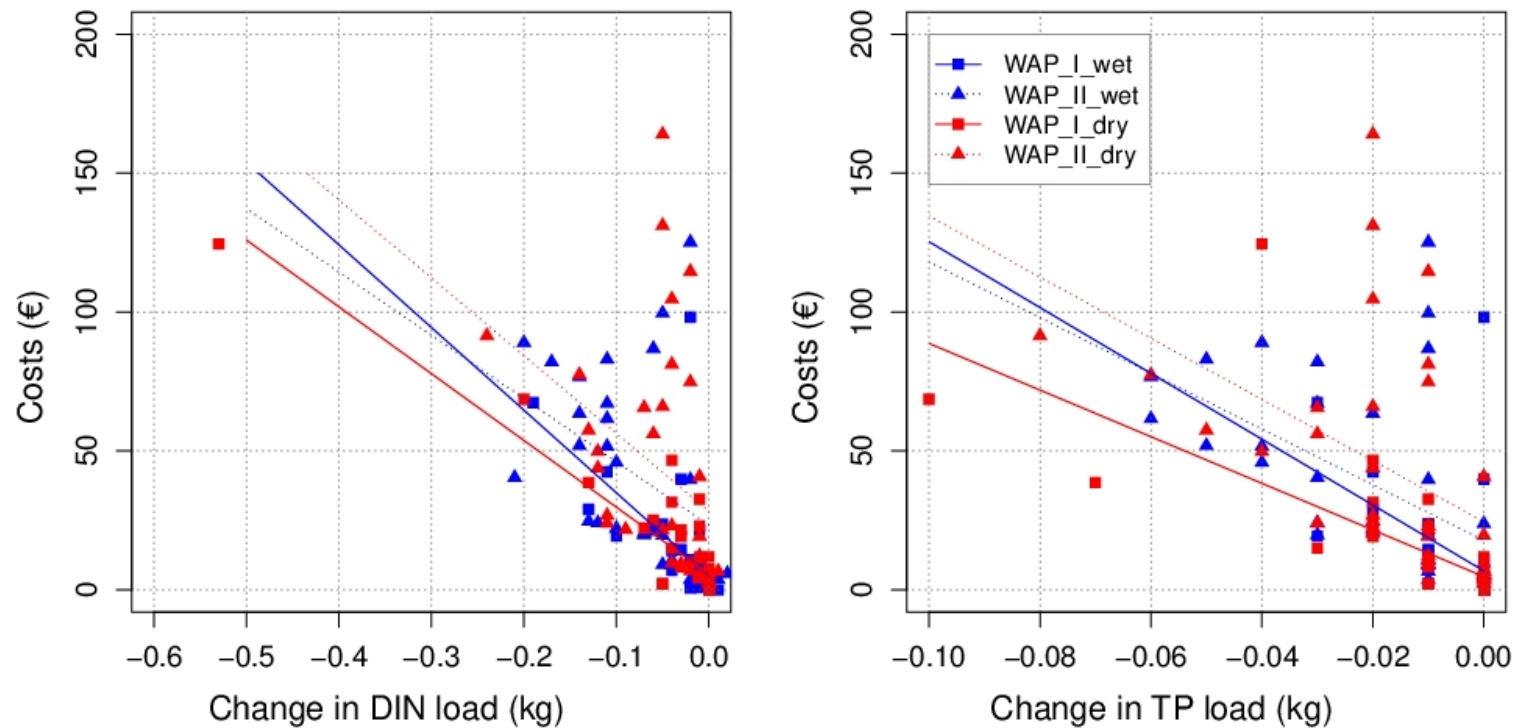 200
150
100
50
0
Costs (€)
−0.6 −0.5 −0.4 −0.3 −0.2 −0.1 0.0
Change in DIN load (kg)
200
150
100
50
0
Costs (€)
WAP_I_wet
WAP_II_wet
WAP_I_dry
WAP_II_dry
−0.10 −0.08 −0.06 −0.04 −0.02 0.00
Change in TP load (kg)